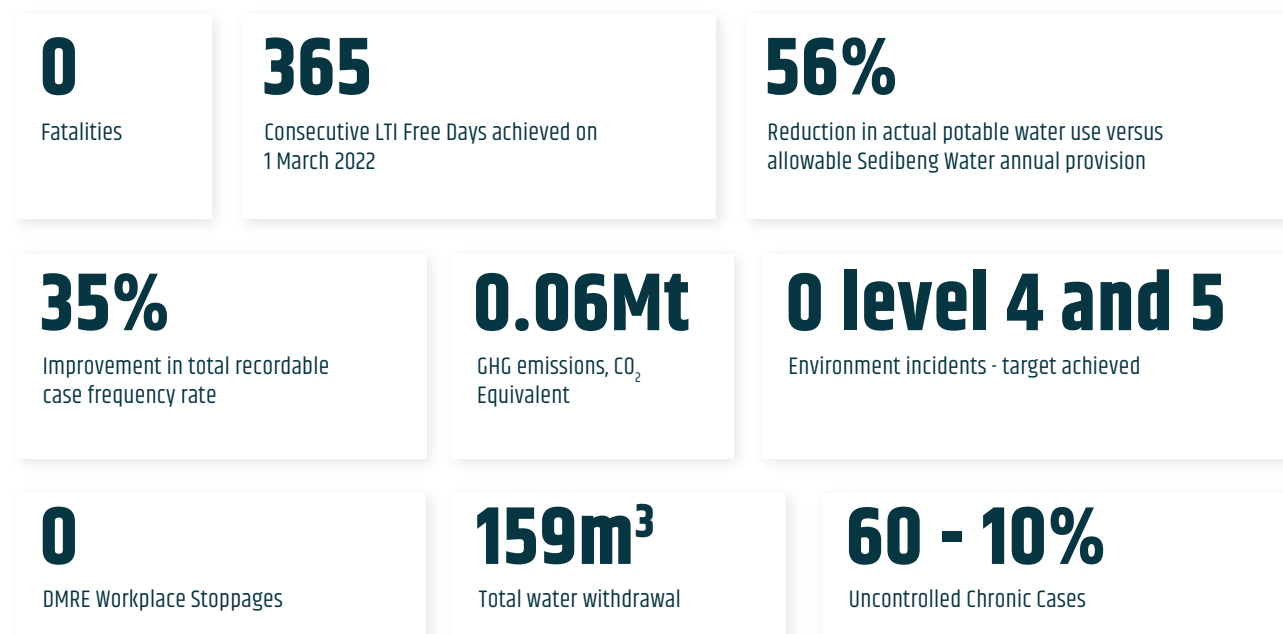 0
Fatalities
365
Consecutive LTI Free Days achieved on
1 March 2022
56%
Reduction in actual potable water use versus
allowable Sedibeng Water annual provision
35%
Improvement in total recordable
case frequency rate
0.06Mt
GHG emissions, CO₂
Equivalent
0 level 4 and 5
Environment incidents - target achieved
0
DMRE Workplace Stoppages
159m³
Total water withdrawal
60 - 10%
Uncontrolled Chronic Cases